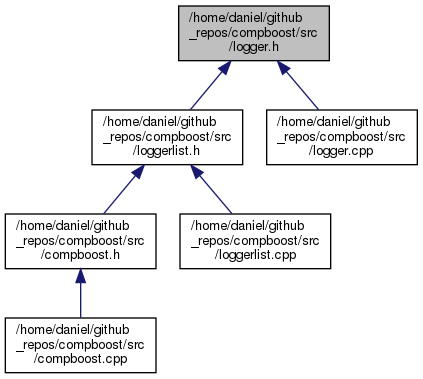 /home/daniel/github
_repos/compboost/src
/logger.h
/home/daniel/github
_repos/compboost/src
/loggerlist.h
/home/daniel/github
_repos/compboost/src
/logger.cpp
/home/daniel/github
_repos/compboost/src
/compboost.h
/home/daniel/github
_repos/compboost/src
/loggerlist.cpp
/home/daniel/github
_repos/compboost/src
/compboost.cpp